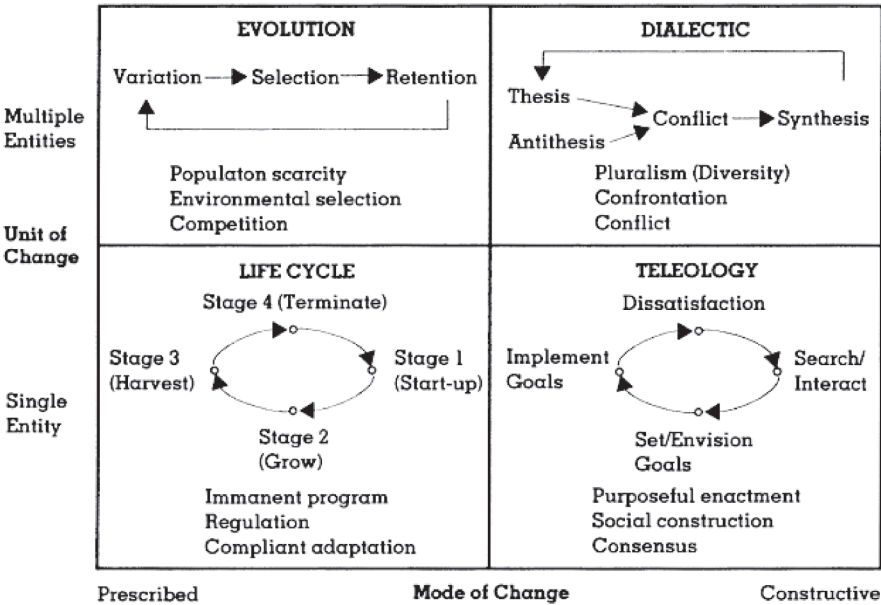 EVOLUTION
Variation Selection Retention
Populaton scarcity
Environmental selection
Competition
DIALECTIC
Thesis
Antithesis
Conflict Synthesis
Pluralism (Diversity)
Confrontation
Conflict
Multiple
Entities
Unit of
Change
Single
Entity
LIFE CYCLE
Stage 4 (Terminate)
Stage 3
(Harvest)
Stage 1
(Start-up)
Stage 2
(Grow)
Immanent program
Regulation
Compliant adaptation
TELEOLOGY
Dissatisfaction
Implement
Goals
Search/
Interact
Set/Envision
Goals
Purposeful enactment
Social construction
Consensus
Prescribed Mode of Change Constructive